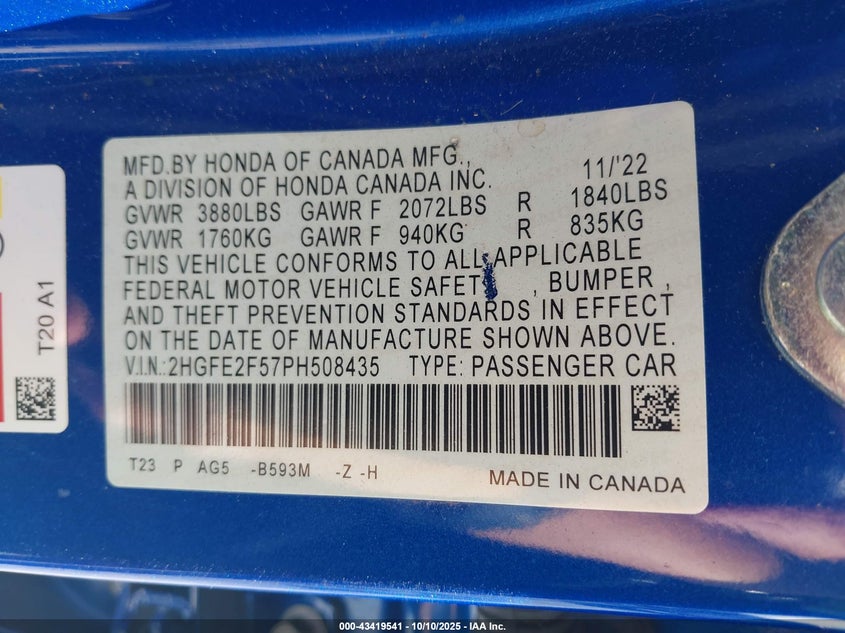 MFD.BY HONDA OF CANADA MFG., 11/'22
A DIVISION OF HONDA CANADA INC.
GVWR 3880LBS GAWR F 2072LBS R 1840LBS
GVWR 1760KG GAWR F 940KG R 835KG
THIS VEHICLE CONFORMS TO ALL APPLICABLE
FEDERAL MOTOR VEHICLE SAFETY , BUMPER ,
AND THEFT PREVENTION STANDARDS IN EFFECT
ON THE DATE OF MANUFACTURE SHOWN ABOVE.
V.I.N.:2HGFE2F57PH508435 TYPE: PASSENGER CAR
T23 P AG5 -B593M -Z -H
MADE IN CANADA
T20 A1
000-43419541 - 10/10/2025 - IAA Inc.